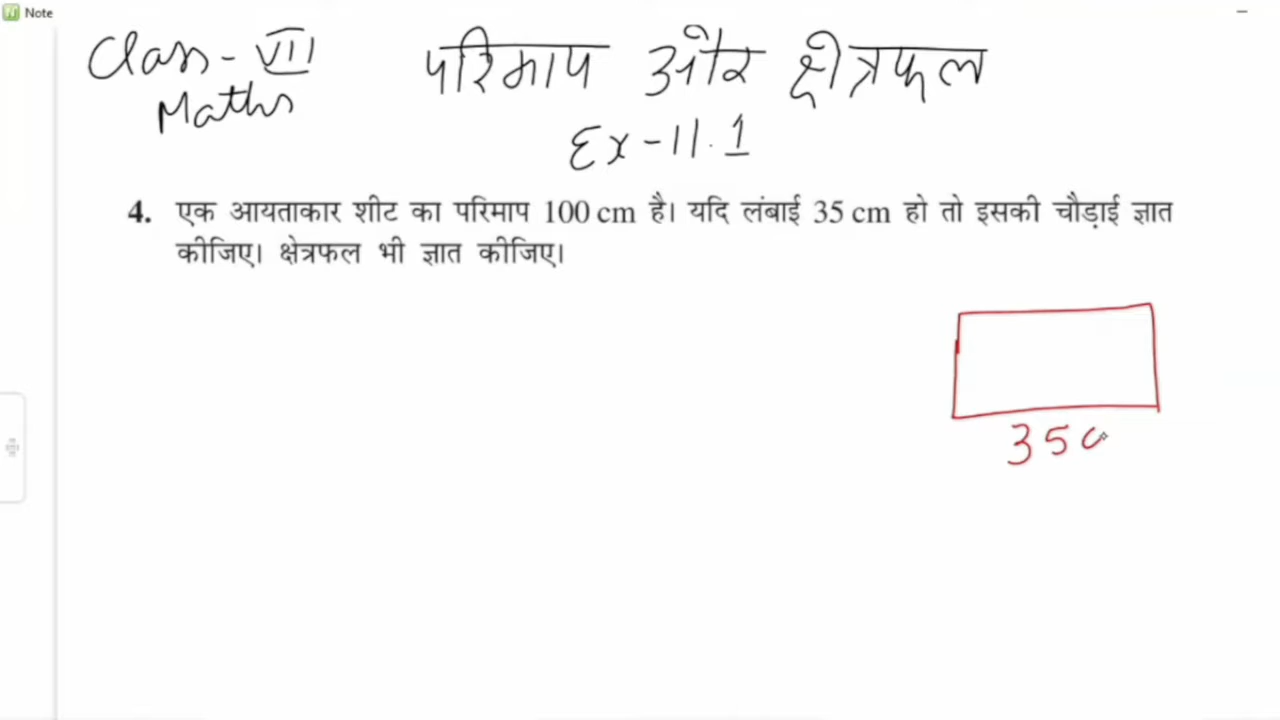 Note
Class - VII
Maths
परिमाप और क्षेत्रफल
Ex - 11.1
4. एक आयताकार शीट का परिमाप 100 cm है। यदि लंबाई 35 cm हो तो इसकी चौड़ाई ज्ञात
कीजिए। क्षेत्रफल भी ज्ञात कीजिए।
35 c